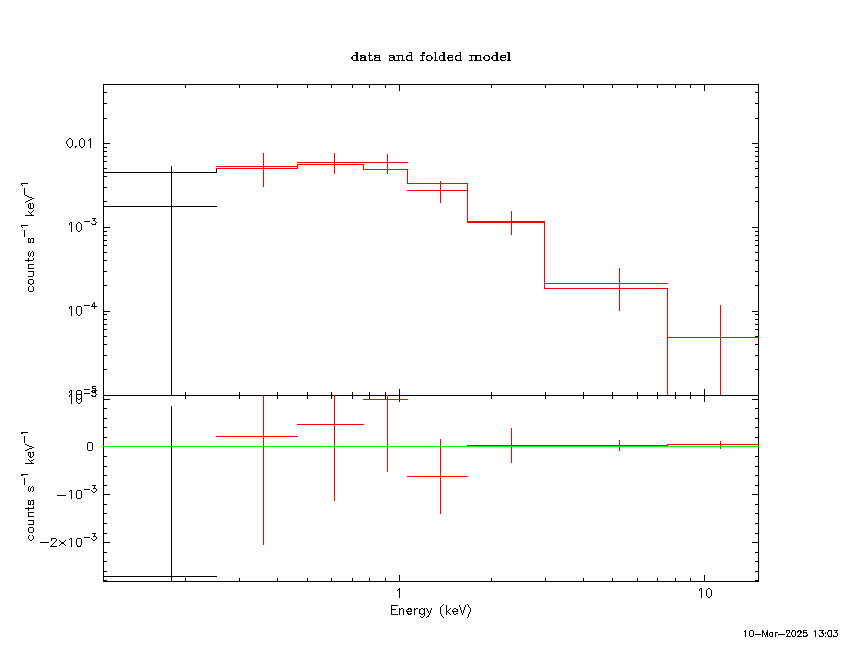 data and folded model
counts s⁻¹ keV⁻¹
0.01
10⁻³
10⁻⁴
10⁻⁵
counts s⁻¹ keV⁻¹
10⁻³
0
−10⁻³
−2×10⁻³
1
10
Energy (keV)
10-Mar-2025 13:03